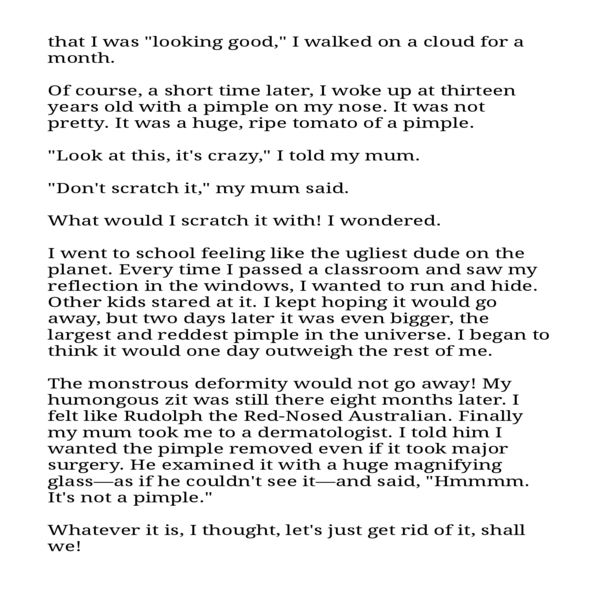 that I was "looking good," I walked on a cloud for a
month.
Of course, a short time later, I woke up at thirteen
years old with a pimple on my nose. It was not
pretty. It was a huge, ripe tomato of a pimple.
"Look at this, it's crazy," I told my mum.
"Don't scratch it," my mum said.
What would I scratch it with! I wondered.
I went to school feeling like the ugliest dude on the
planet. Every time I passed a classroom and saw my
reflection in the windows, I wanted to run and hide.
Other kids stared at it. I kept hoping it would go
away, but two days later it was even bigger, the
largest and reddest pimple in the universe. I began to
think it would one day outweigh the rest of me.
The monstrous deformity would not go away! My
humongous zit was still there eight months later. I
felt like Rudolph the Red-Nosed Australian. Finally
my mum took me to a dermatologist. I told him I
wanted the pimple removed even if it took major
surgery. He examined it with a huge magnifying
glass—as if he couldn't see it—and said, "Hmmmm.
It's not a pimple."
Whatever it is, I thought, let's just get rid of it, shall
we!